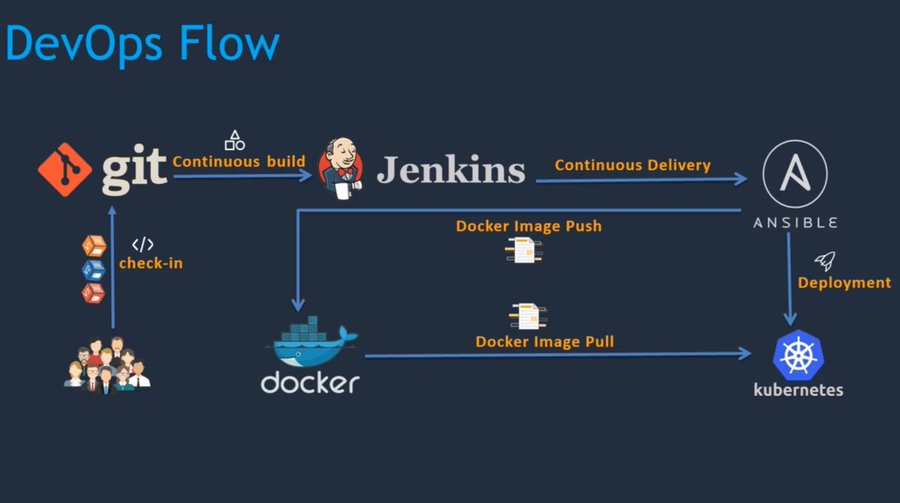 DevOps Flow
git
Continuous build
Jenkins
Continuous Delivery
ANSIBLE
</>
check-in
Docker Image Push
Deployment
Docker Image Pull
docker
kubernetes